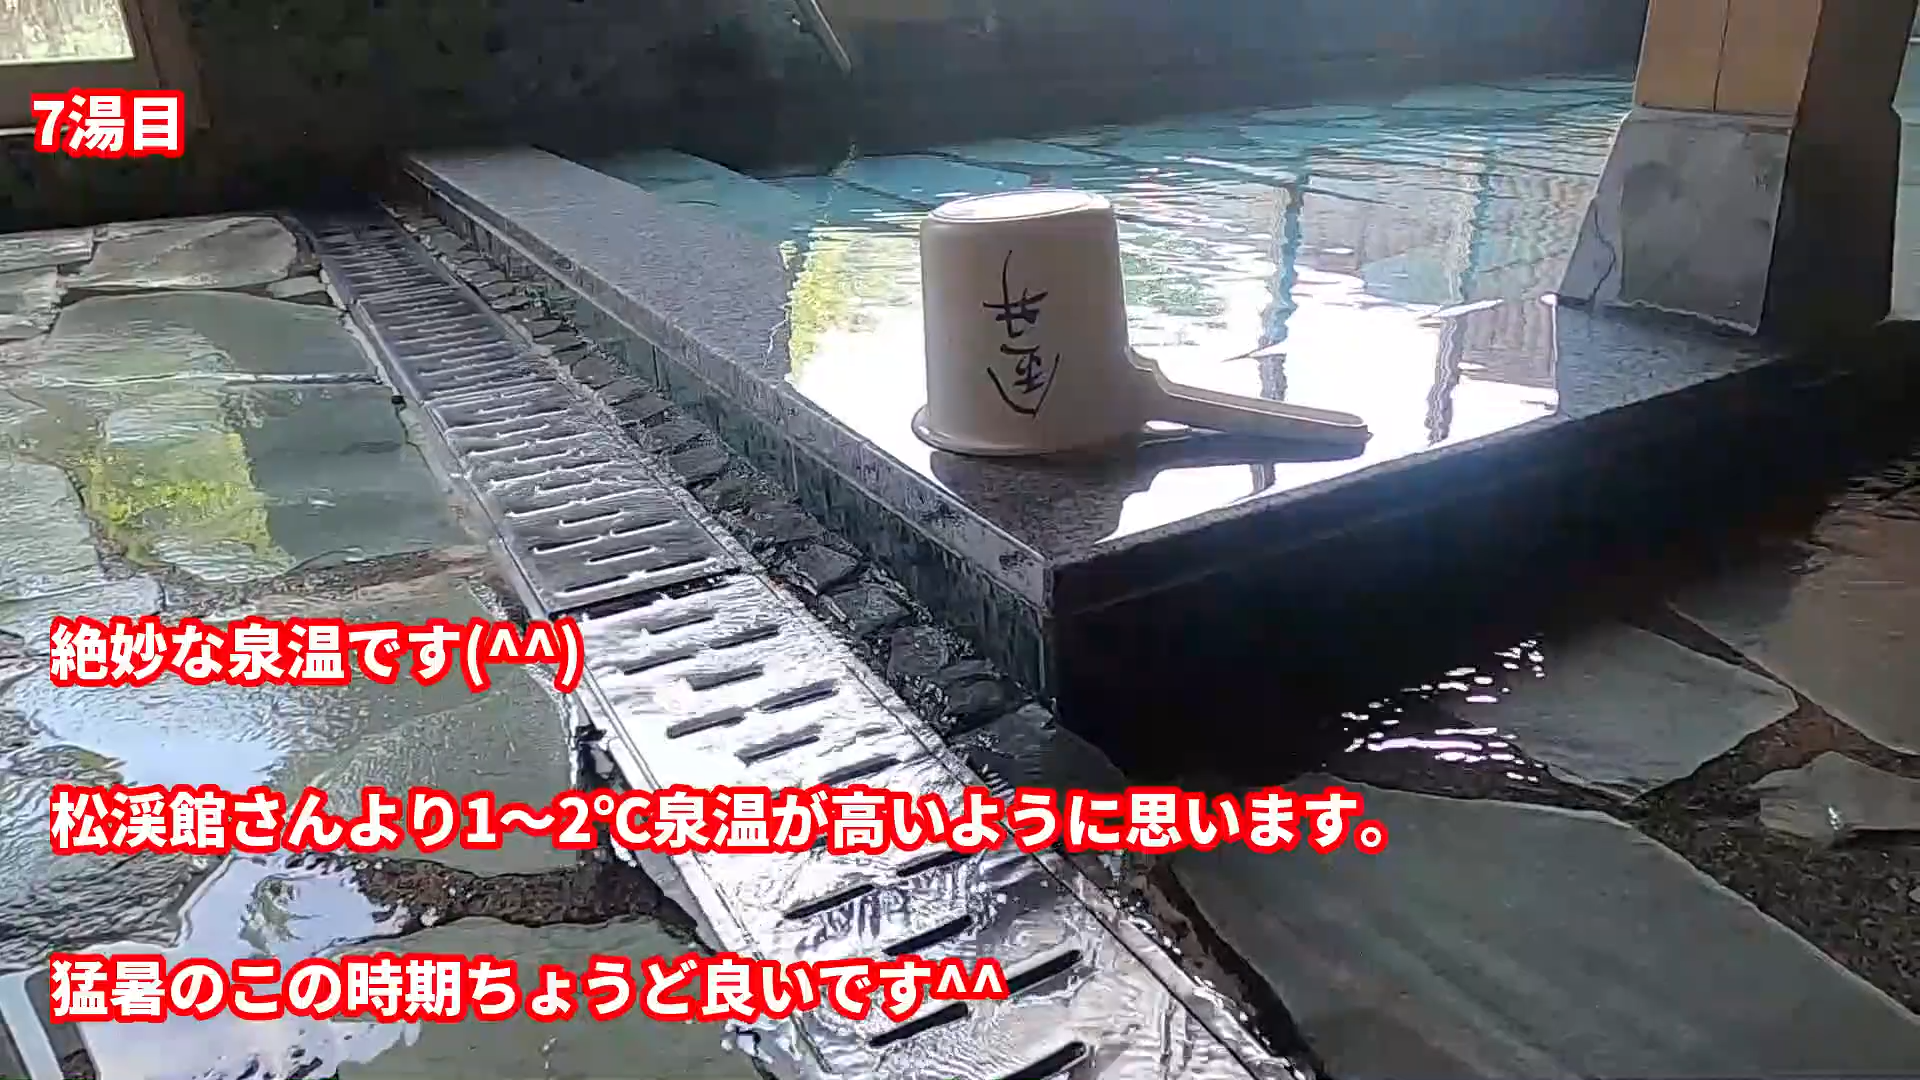 7湯目
絶妙な泉温です(^^)
松渓館さんより1～2℃泉温が高いように思います。
猛暑のこの時期ちょうど良いです^^